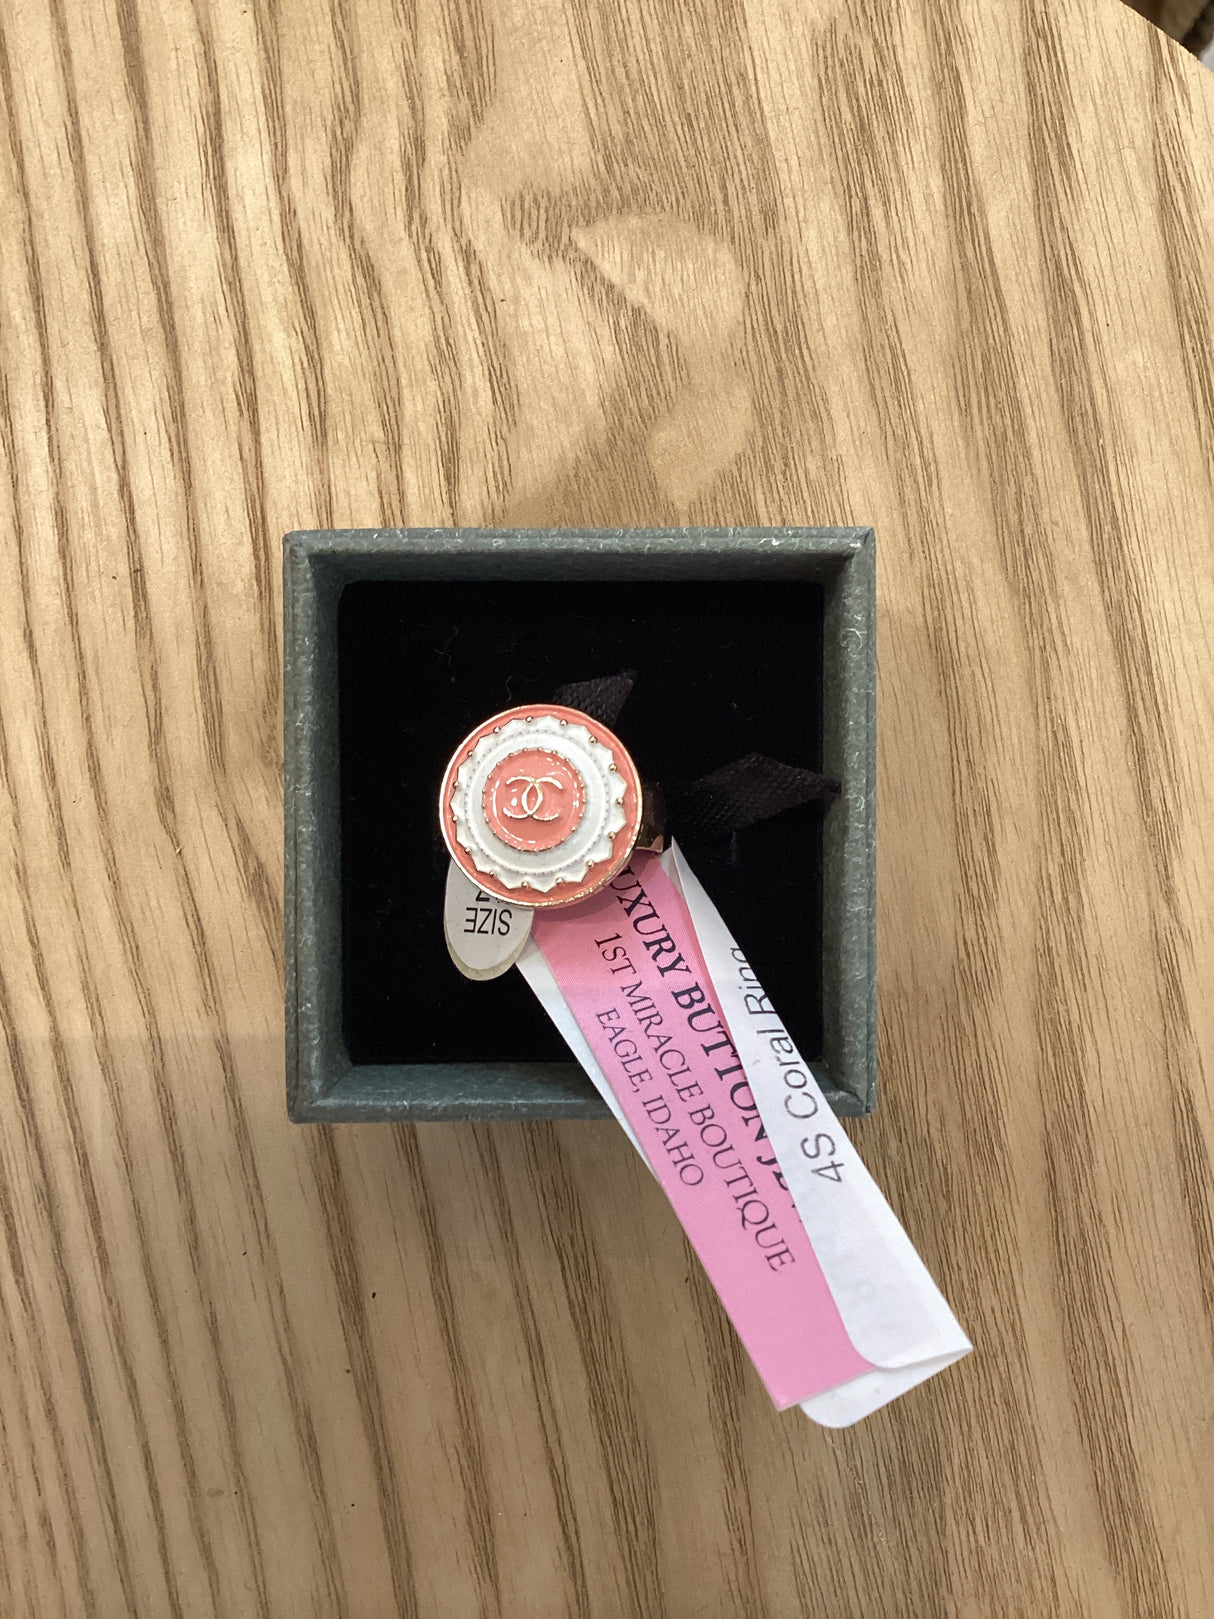 SIZE
LUXURY BUTTON
1ST MIRACLE BOUTIQUE
EAGLE, IDAHO
4S Coral Ring